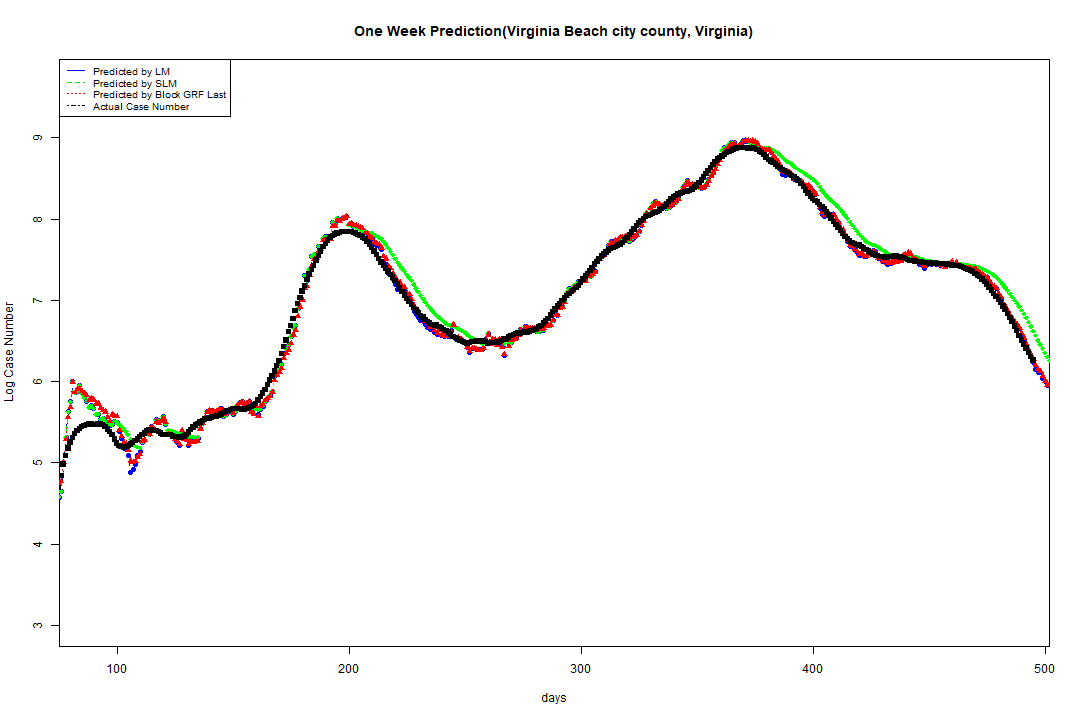 One Week Prediction(Virginia Beach city county, Virginia)
Predicted by LM
Predicted by SLM
Predicted by Block GRF Last
Actual Case Number
Log Case Number
9
8
7
6
5
4
3
100 200 300 400 500
days